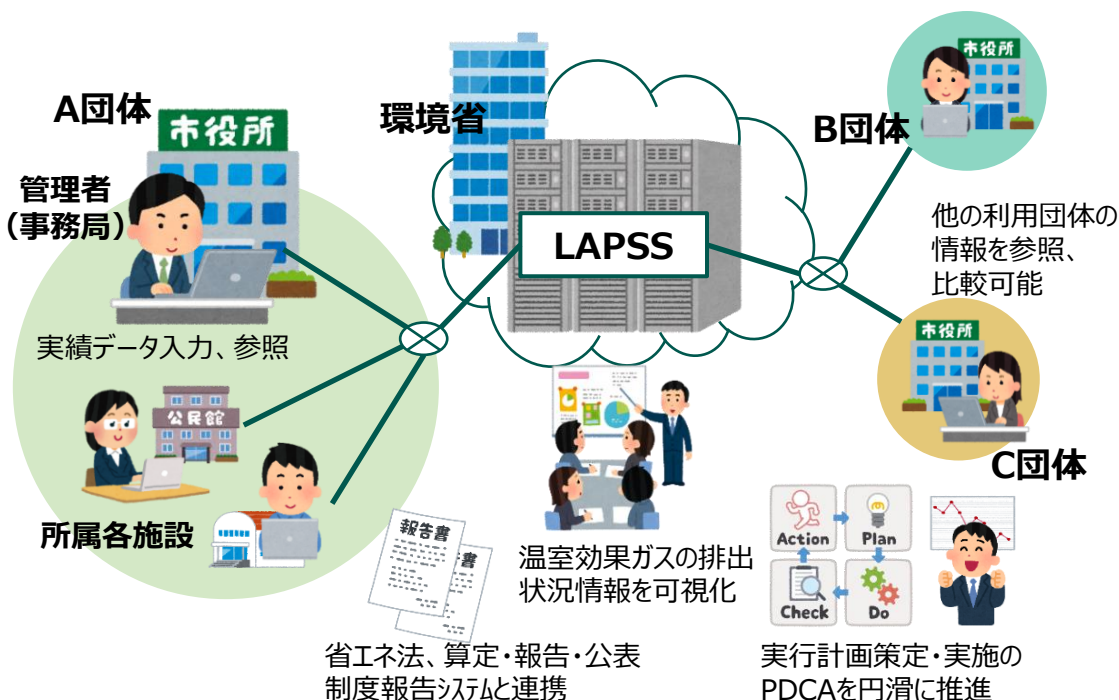 A団体
市役所
管理者
(事務局)
実績データ入力、参照
公民館
所属各施設
環境省
LAPSS
B団体
市役所
他の利用団体の
情報を参照、
比較可能
市役所
C団体
報告書
書
省エネ法、算定・報告・公表
制度報告システムと連携
温室効果ガスの排出
状況情報を可視化
Action
Plan
Check
Do
実行計画策定・実施の
PDCAを円滑に推進